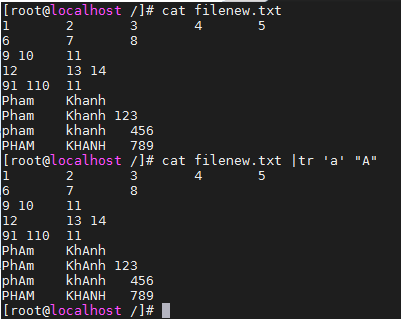 [root@localhost /]# cat filenew.txt
1       2       3       4       5
6       7       8
9 10    11
12      13 14
91 110  11
Pham    Khanh
Pham    Khanh 123
pham    khanh   456
PHAM    KHANH   789
[root@localhost /]# cat filenew.txt |tr 'a' "A"
1       2       3       4       5
6       7       8
9 10    11
12      13 14
91 110  11
PhAm    KhAnh
PhAm    KhAnh 123
phAm    khAnh   456
PHAM    KHANH   789
[root@localhost /]#